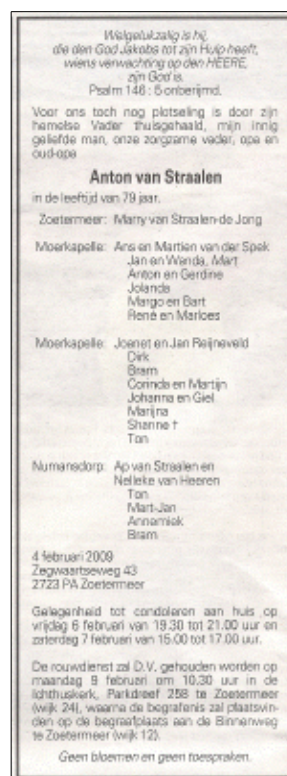 Welgelukzalig is hij,
die den God Jakobs tot zijn Hulp heeft,
wiens verwachting op den HEERE,
zijn God is.
Psalm 146 : 5 onberijmd.
Voor ons toch nog plotseling is door zijn
hemelse Vader thuisgehaald, mijn innig
geliefde man, onze zorgzame vader, opa en
oud-opa
Anton van Straalen
in de leeftijd van 79 jaar.
Zoetermeer: Marry van Straalen-de Jong
Moerkapelle: Ans en Martien van der Spek
Jan en Wanda, Mart
Anton en Gerdine
Jolanda
Margo en Bart
René en Marloes
Moerkapelle: Joenet en Jan Reijneveld
Dirk
Bram
Corinda en Martijn
Johanna en Giel
Marijna
Shanne †
Ton
Numansdorp: Ap van Straalen en
Nelleke van Heeren
Ton
Mart-Jan
Annemiek
Bram
4 februari 2009
Zegwaartseweg 43
2723 PA Zoetermeer
Gelegenheid tot condoleren aan huis op
vrijdag 6 februari van 19.30 tot 21.00 uur en
zaterdag 7 februari van 15.00 tot 17.00 uur.
De rouwdienst zal D.V. gehouden worden op
maandag 9 februari om 10.30 uur in de
Ichthuskerk, Parkdreef 258 te Zoetermeer
(wijk 24), waarna de begrafenis zal plaatsvin-
den op de begraafplaats aan de Binnenweg
te Zoetermeer (wijk 12).
Geen bloemen en geen toespraken.